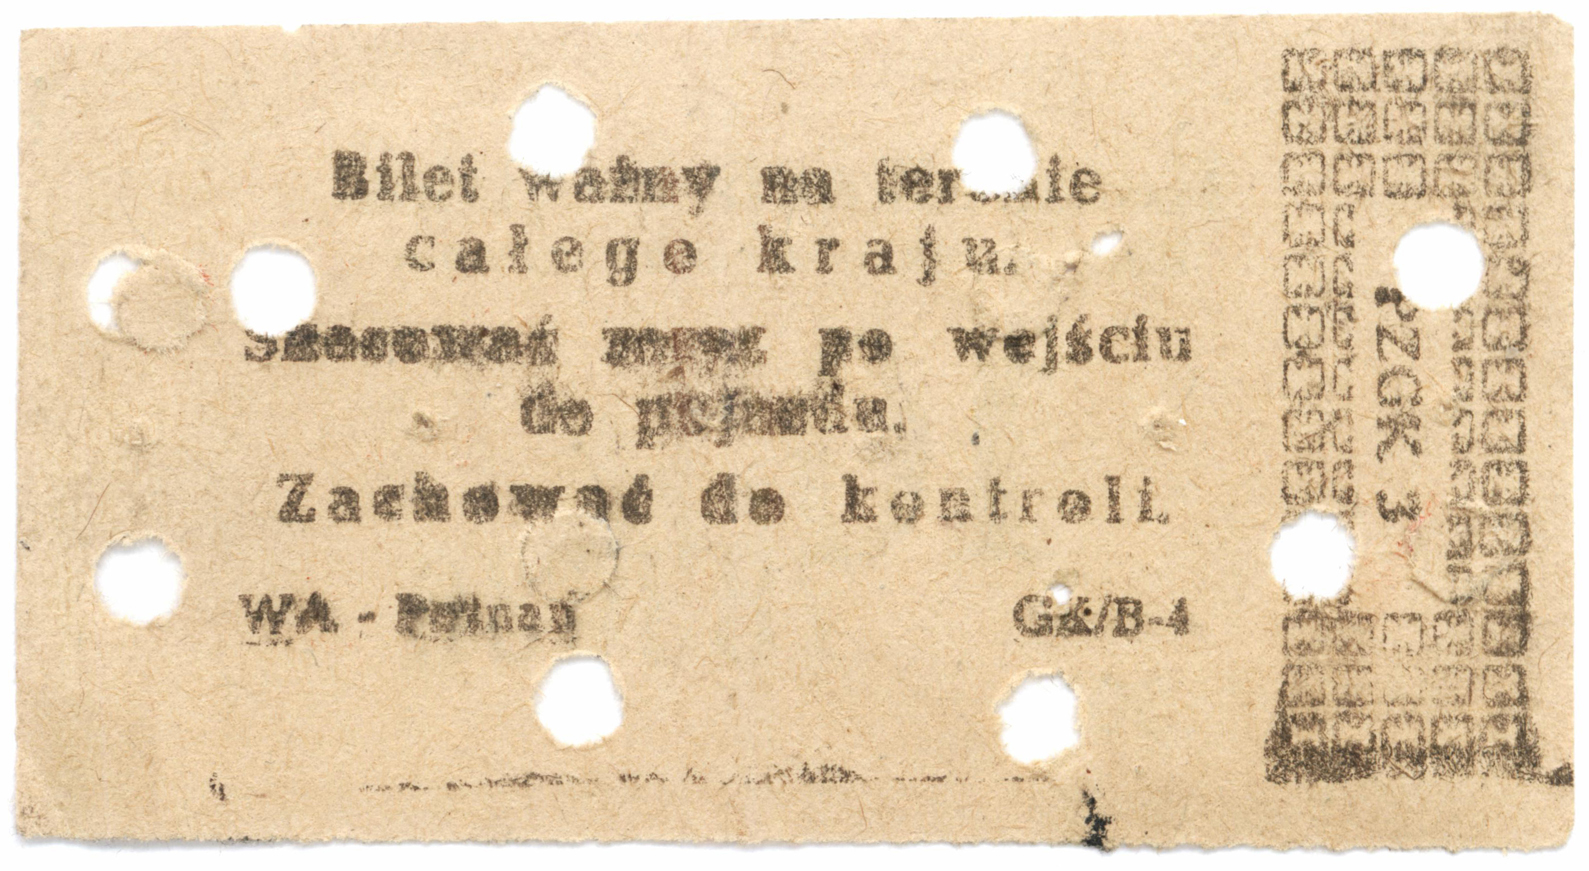 Bilet ważny na terenie
całego kraju.
Skasować zaraz po wejściu
do pojazdu.
Zachować do kontroli.
WA - Poznań
GK/B-4
PZGK 3